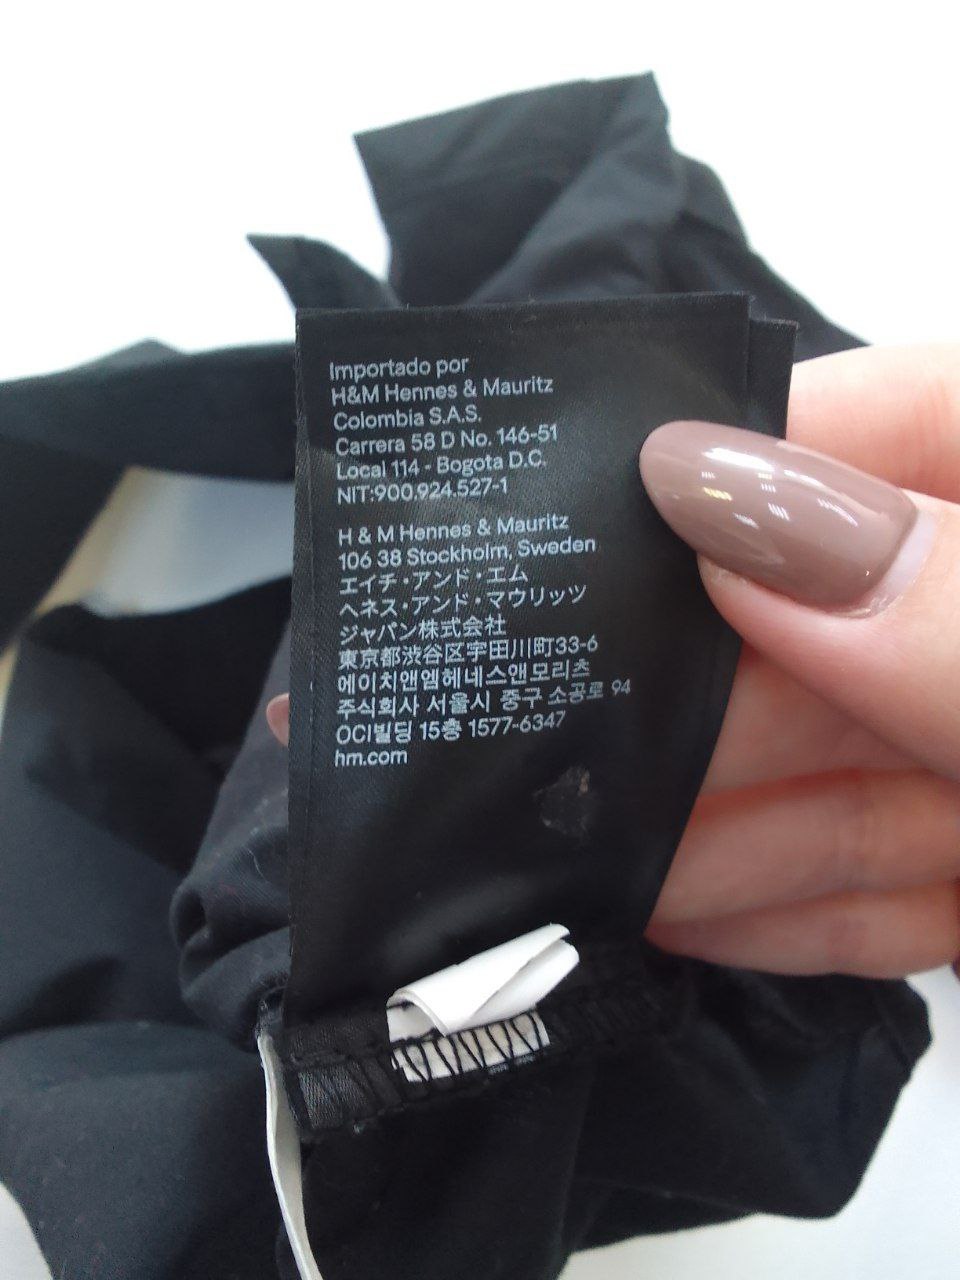 Importado por
H&M Hennes & Mauritz
Colombia S.A.S.
Carrera 58 D No. 146-51
Local 114 - Bogota D.C.
NIT:900.924.527-1
H & M Hennes & Mauritz
106 38 Stockholm, Sweden
エイチ・アンド・エム
ヘネス・アンド・マウリッツ
ジャパン株式会社
東京都渋谷区宇田川町33-6
에이치앤엠헤네스앤모리츠
주식회사 서울시 중구 소공로 94
OCI빌딩 15층 1577-6347
hm.com